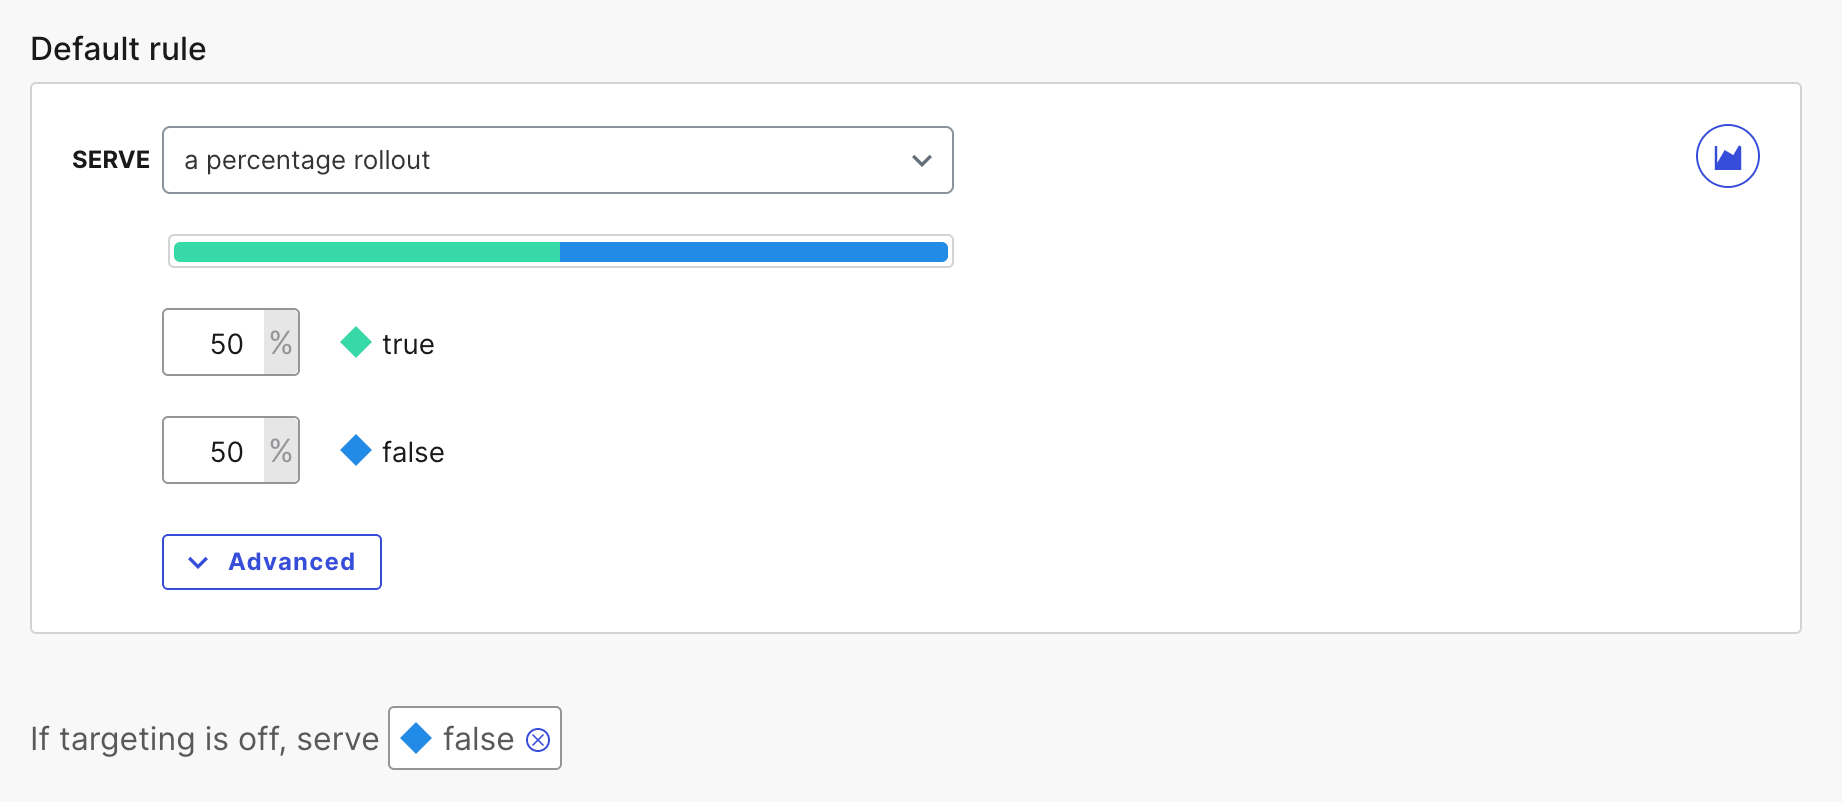 Default rule
SERVE a percentage rollout
50 % true
50 % false
Advanced
If targeting is off, serve false